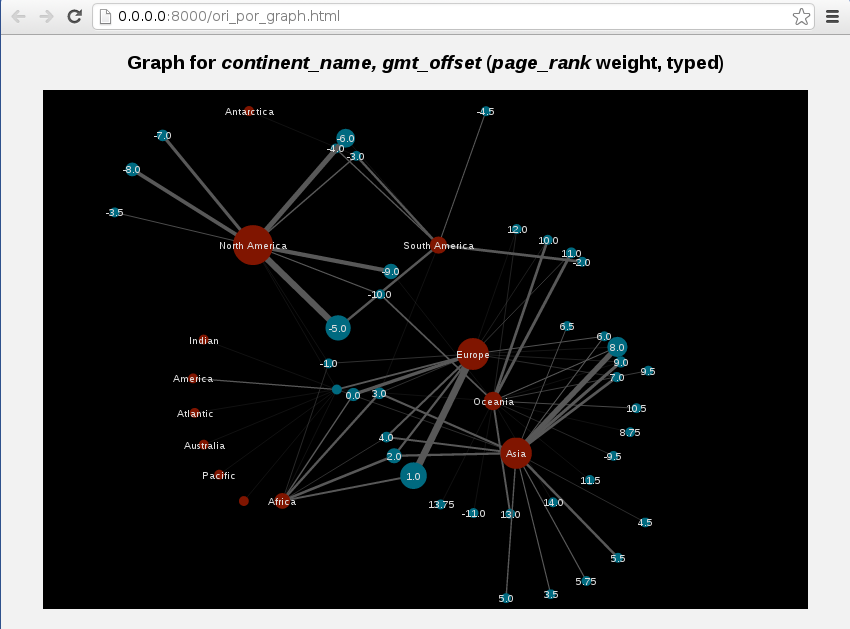 0.0.0.0:8000/ori_por_graph.html
Graph for continent_name, gmt_offset (page_rank weight, typed)
Antarctica
-4.5
-7.0
-6.0
-4.0
-3.0
-8.0
-3.5
12.0
10.0
North America
South America
11.0
-2.0
-9.0
-10.0
6.5
-5.0
6.0
Indian
8.0
Europe
-1.0
9.0
9.5
America
7.0
0.0
3.0
Oceania
10.5
Atlantic
8.75
4.0
Australia
Asia
2.0
-9.5
Pacific
1.0
11.5
Africa
14.0
13.75
-11.0
13.0
4.5
5.5
5.75
3.5
5.0